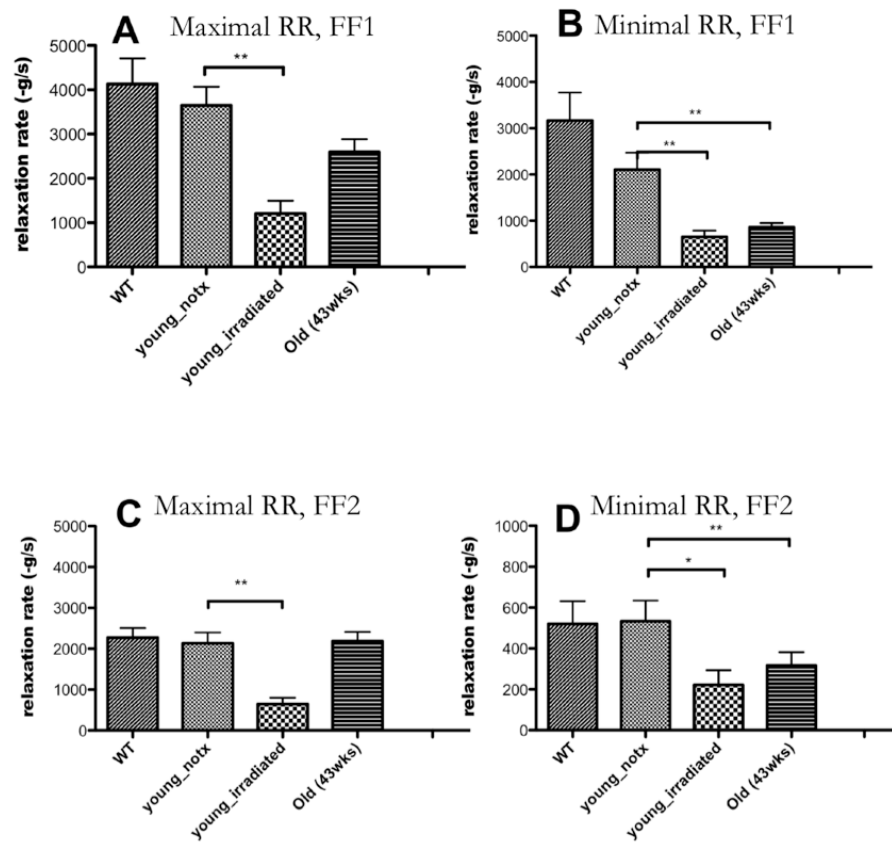 A Maximal RR, FF1
relaxation rate (-g/s)
5000
4000
3000
2000
1000
0
**
WT
young_notx
young_irradiated
Old (43wks)
B Minimal RR, FF1
relaxation rate (-g/s)
5000
4000
3000
2000
1000
0
**
**
WT
young_notx
young_irradiated
Old (43wks)
C Maximal RR, FF2
relaxation rate (-g/s)
5000
4000
3000
2000
1000
0
**
WT
young_notx
young_irradiated
Old (43wks)
D Minimal RR, FF2
relaxation rate (-g/s)
1000
800
600
400
200
0
**
*
WT
young_notx
young_irradiated
Old (43wks)